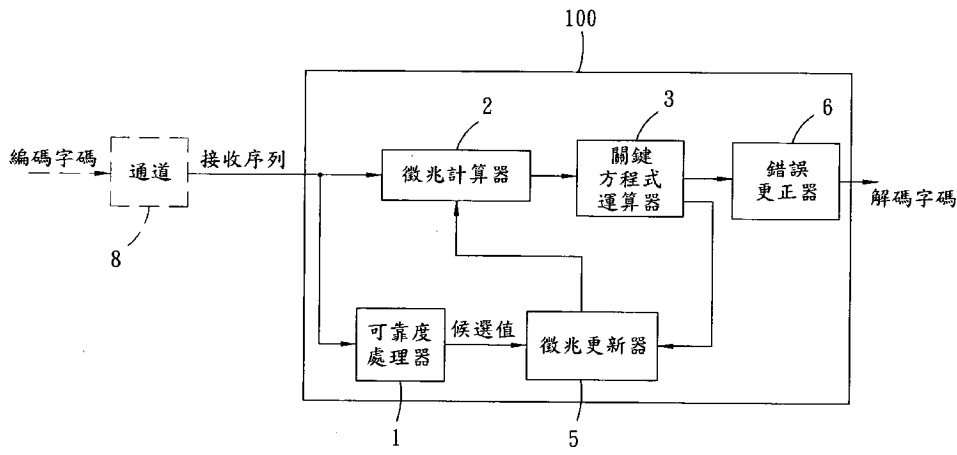 100
2
3
6
編碼字碼
通道
接收序列
徵兆計算器
關鍵
方程式
運算器
錯誤
更正器
解碼字碼
8
可靠度
處理器
候選值
徵兆更新器
1
5